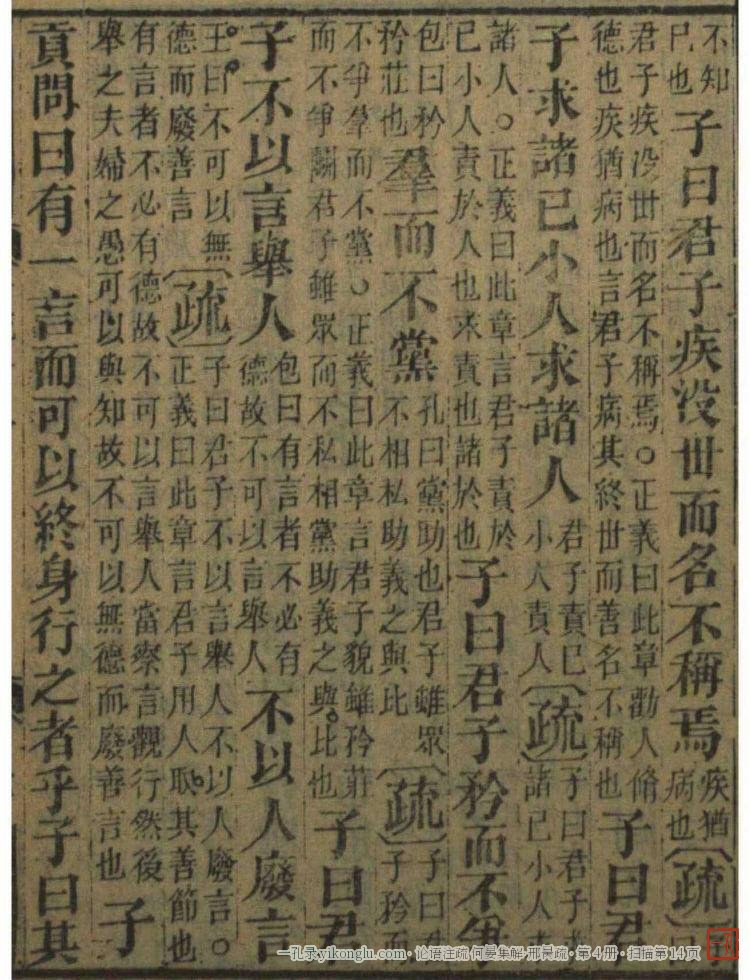 不知己也子曰君子疾没丗而名不稱焉疾猶病也疏子
君子疾没丗而名不稱焉○正義曰此章勸人脩德也疾猶病也言君子病其終丗而善名不稱也子曰君
子求諸已小人求諸人君子責已小人責人疏子曰君子諸已小人
諸人○正義曰此章言君子責於已小人責於人也求責也諸於也子曰君子矜而不爭
包曰矜矜莊也羣而不黨孔曰黨助也君子雖衆不相私助義之與比疏子曰君子矜而
不爭羣而不黨○正義曰此章言君子貌雖矜莊而不爭鬭君子雖眾而不私相黨助義之與比也子曰君
子不以言舉人包曰有言者不必有德故不可以言舉人不以人廢言
王曰不可以無德而廢善言疏子曰君子不以言舉人不以人廢言○正義曰此章言君子用人取其善節也
有言者不必有德故不可以言舉人當察言觀行然後舉之夫婦之愚可以與知故不可以無德而廢善言也子
貢問曰有一言而可以終身行之者乎子曰其
一孔录yikonglu.com · 论语注疏.何晏集解.邢昺疏 · 第4册 · 扫描第14页